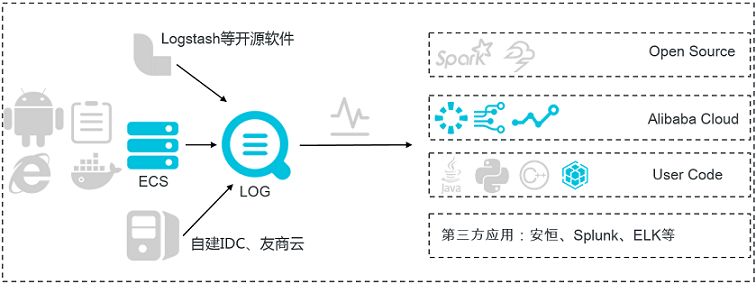 Logstash等开源软件
ECS
LOG
自建IDC、友商云
Spark
Open Source
Alibaba Cloud
Java
C++
User Code
第三方应用：安恒、Splunk、ELK等